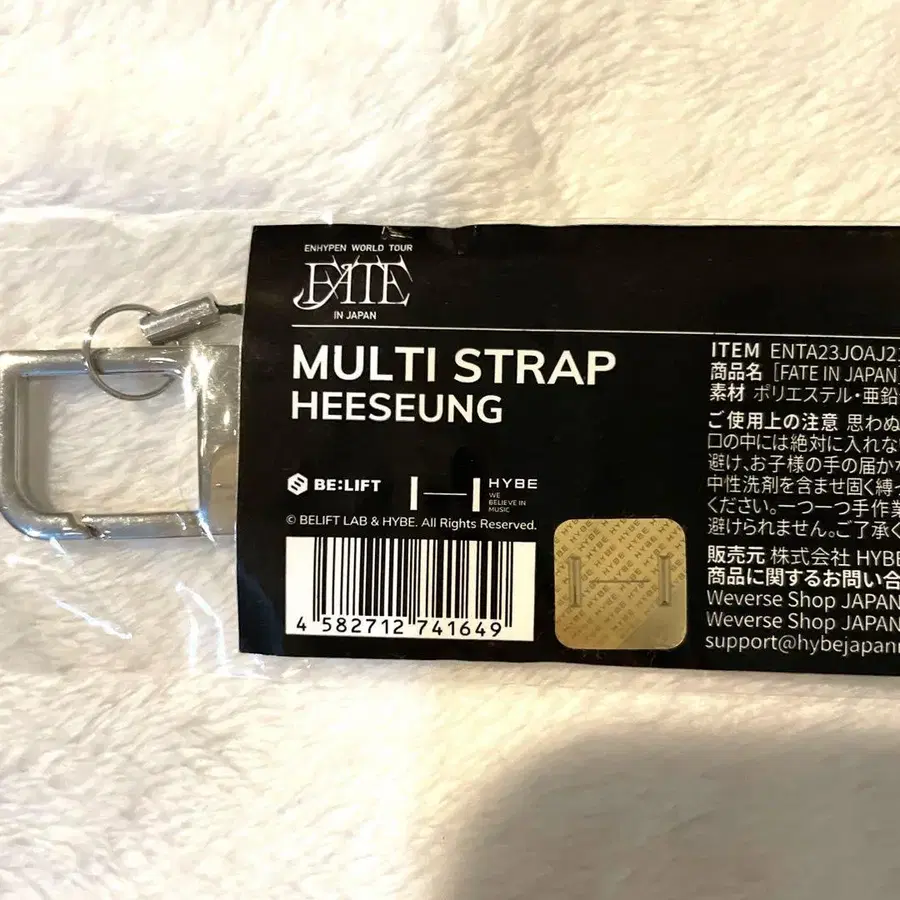 ENHYPEN WORLD TOUR
FATE
IN JAPAN
MULTI STRAP
HEESEUNG
BE:LIFT
HYBE
WE
BELIEVE IN
MUSIC
© BELIFT LAB & HYBE. All Rights Reserved.
4 582712 741649
ITEM ENTA23JOAJ2
商品名 [FATE IN JAPAN]
素材 ポリエステル・亜鉛
ご使用上の注意 思わぬ
口の中には絶対に入れな
避け、お子様の手の届か
中性洗剤を含ませ固く縛
ください。一つ一つ手作業
避けられません。ご了承く
販売元 株式会社 HYBE
商品に関するお問い合
Weverse Shop JAPAN
Weverse Shop JAPAN
support@hybejapan
HYBE